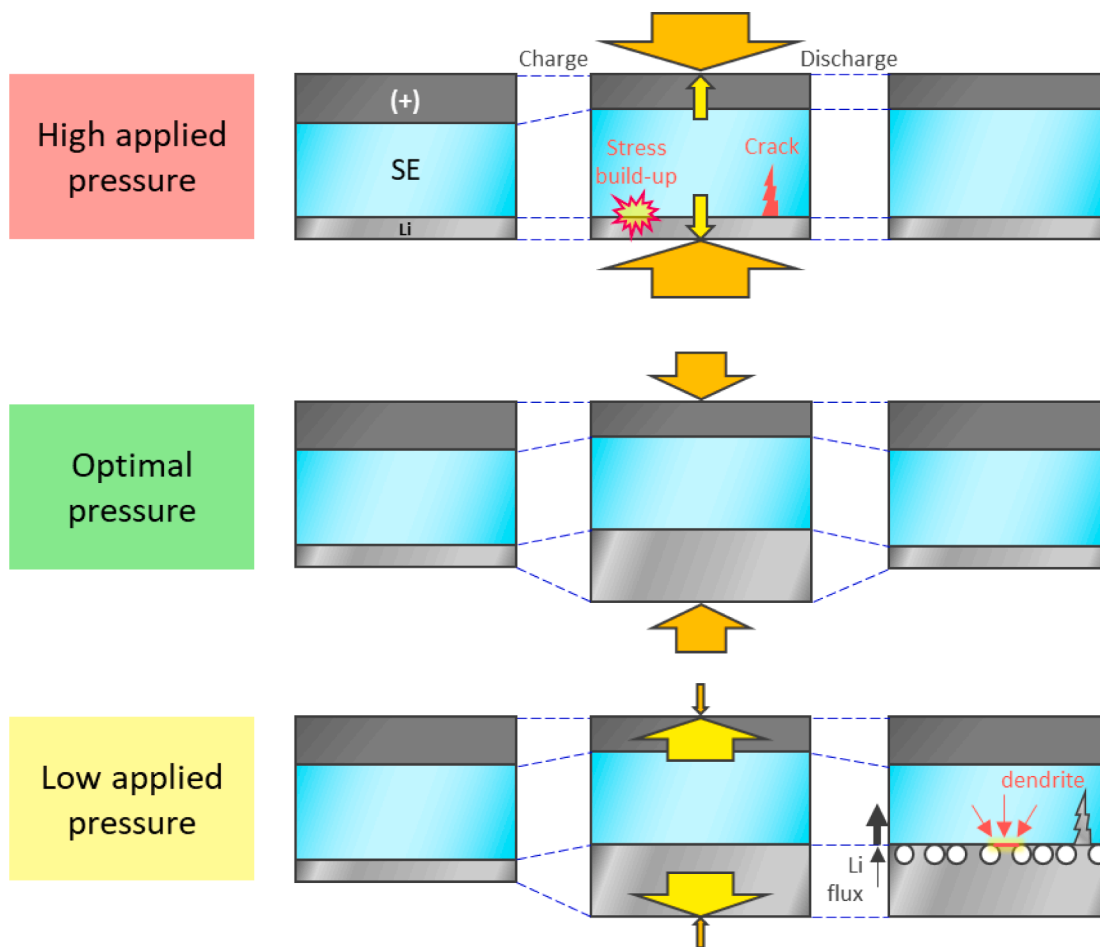 Charge
Discharge
High applied
pressure
(+)
SE
Li
Stress
build-up
Crack
Optimal
pressure
Low applied
pressure
dendrite
Li
flux